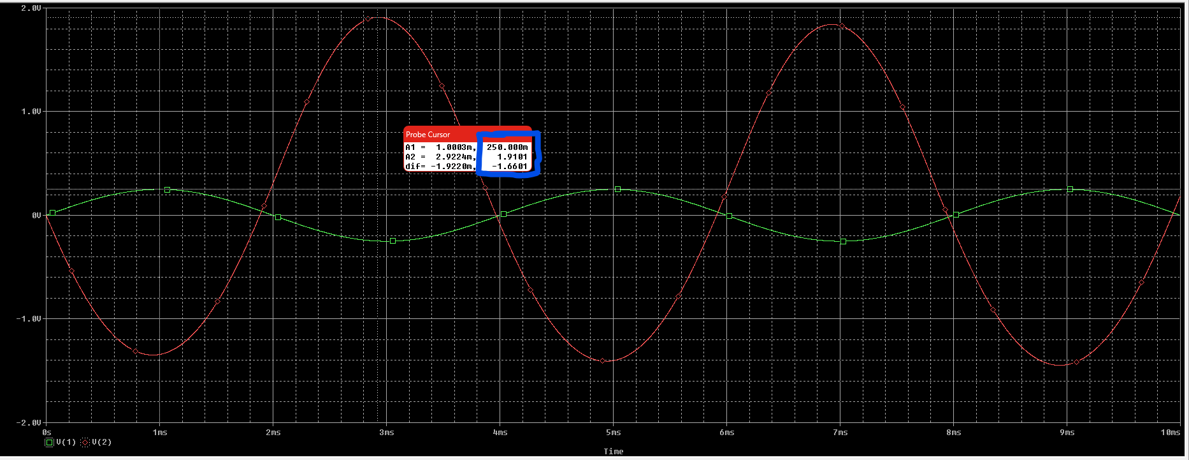 2.0V
1.0V
0V
-1.0V
-2.0V
Probe Cursor
A1 = 1.0003m, 250.000m
A2 = 2.9224m, 1.9101
dif= -1.9220m, -1.6601
0s 1ms 2ms 3ms 4ms 5ms 6ms 7ms 8ms 9ms 10ms
V(1) V(2)
Time